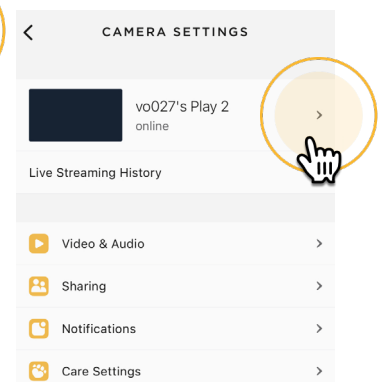 CAMERA SETTINGS
vo027's Play 2
online
Live Streaming History
Video & Audio
Sharing
Notifications
Care Settings